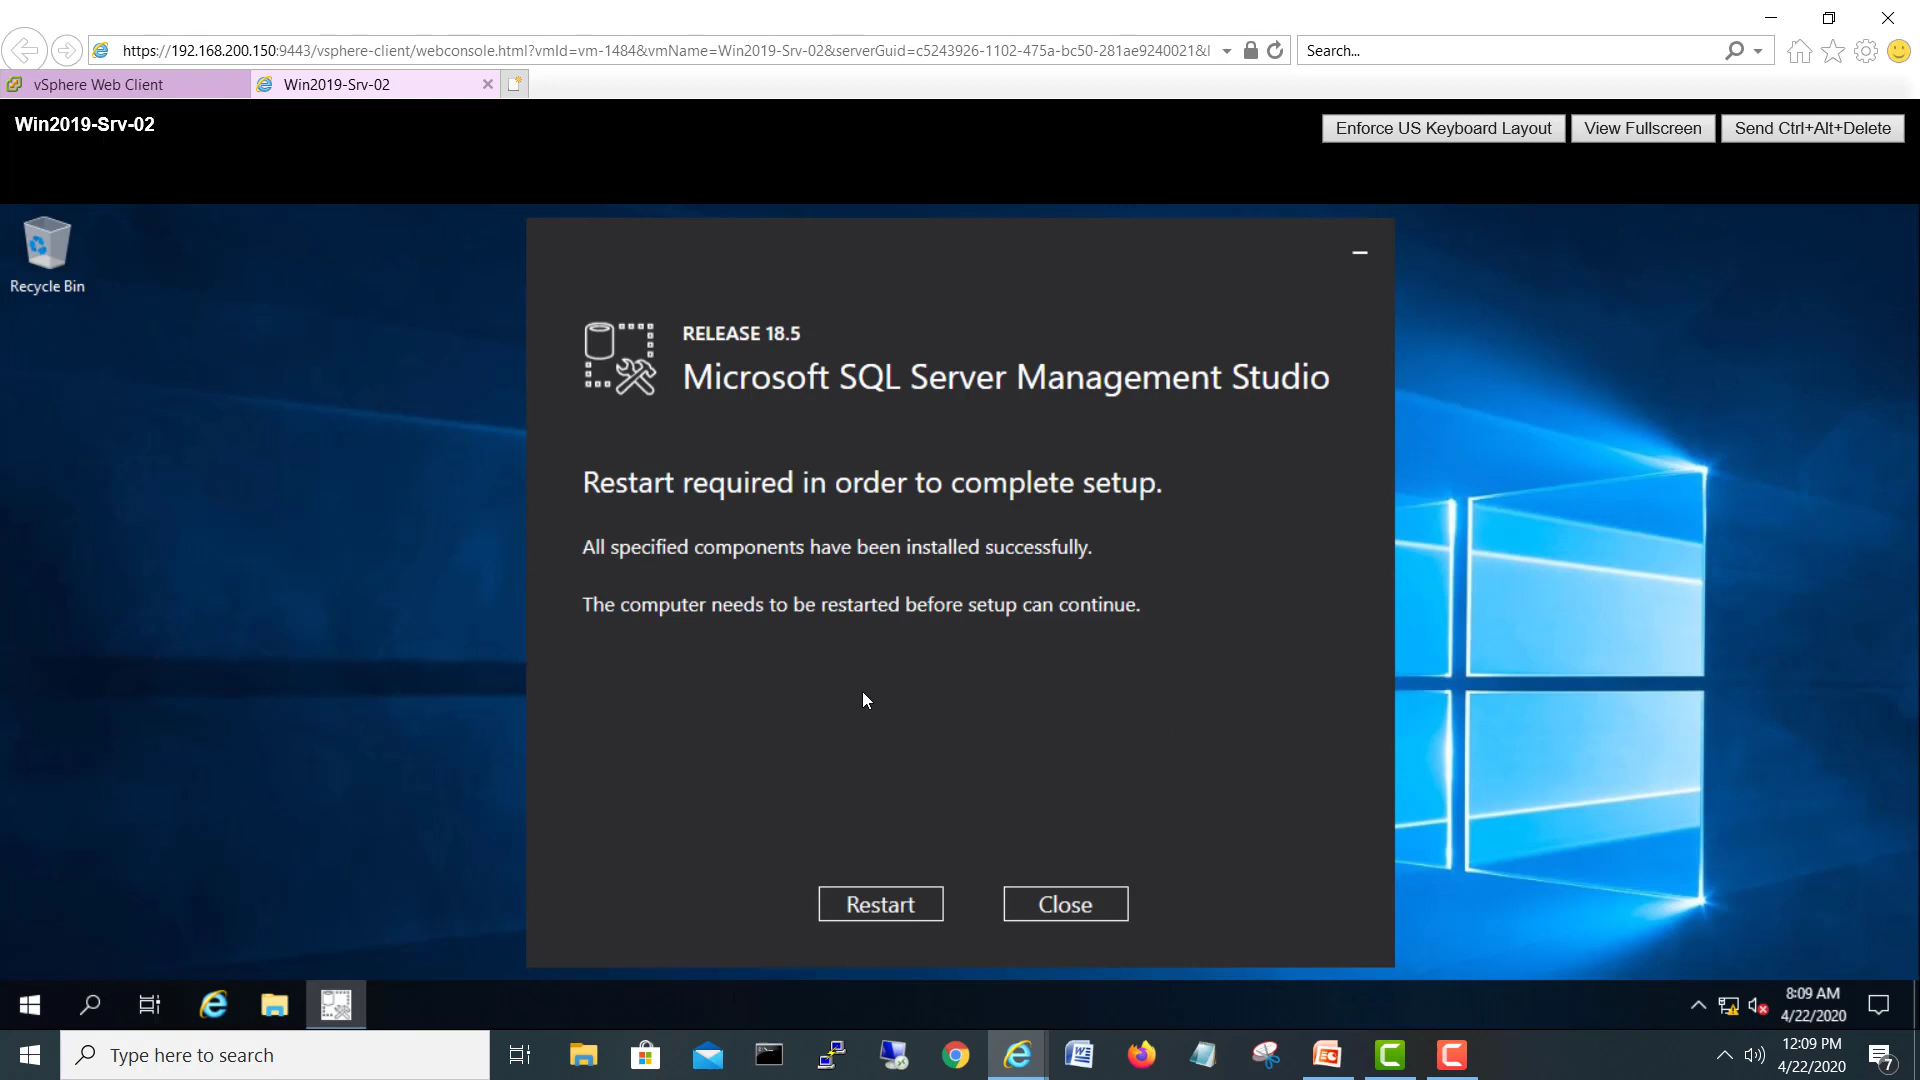 https://192.168.200.150:9443/vsphere-client/webconsole.html?vmId=vm-1484&vmName=Win2019-Srv-02&serverGuid=c5243926-1102-475a-bc50-281ae9240021&l
Search...
vSphere Web Client
Win2019-Srv-02
Win2019-Srv-02
Enforce US Keyboard Layout
View Fullscreen
Send Ctrl+Alt+Delete
Recycle Bin
RELEASE 18.5
Microsoft SQL Server Management Studio
Restart required in order to complete setup.
All specified components have been installed successfully.
The computer needs to be restarted before setup can continue.
Restart
Close
8:09 AM
4/22/2020
Type here to search
12:09 PM
4/22/2020
7